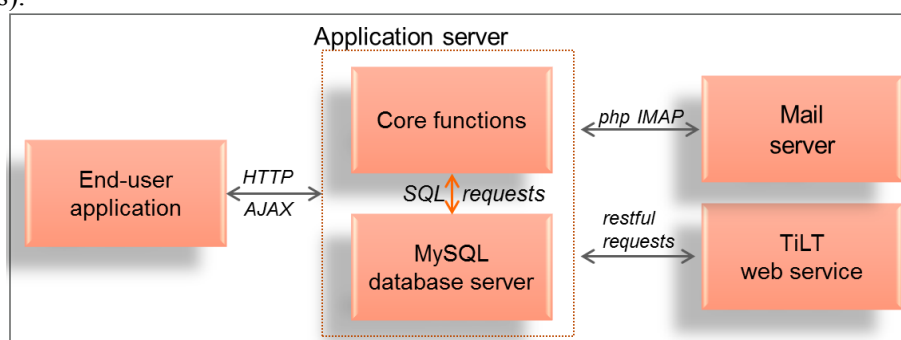 s).
Application server
Core functions
End-user
application
HTTP
AJAX
SQL requests
MySQL
database server
php IMAP
Mail
server
restful
requests
TiLT
web service